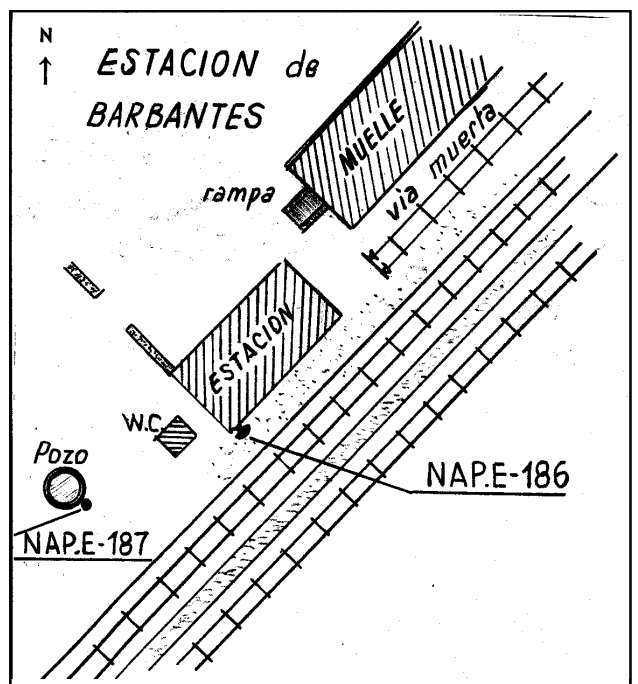 N
ESTACION de
BARBANTES
MUELLE
rampa
via muerta
ESTACION
W.C.
Pozo
NAP.E-186
NAP.E-187